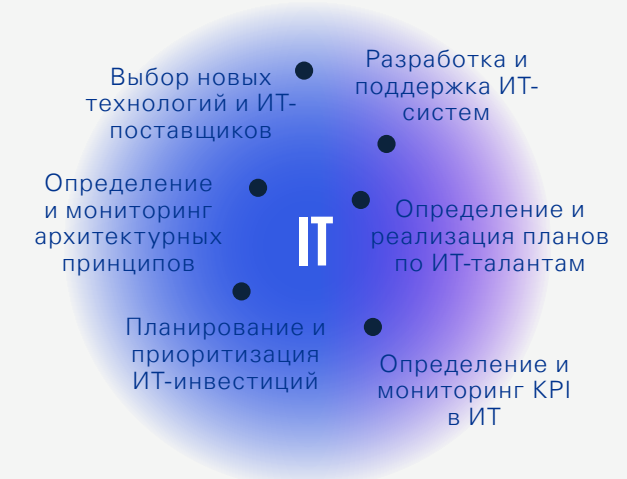 Выбор новых
технологий и ИТ-
поставщиков
Разработка и
поддержка ИТ-
систем
Определение
и мониторинг
архитектурных
принципов
IT
Определение и
реализация планов
по ИТ-талантам
Планирование и
приоритизация
ИТ-инвестиций
Определение и
мониторинг KPI
в ИТ